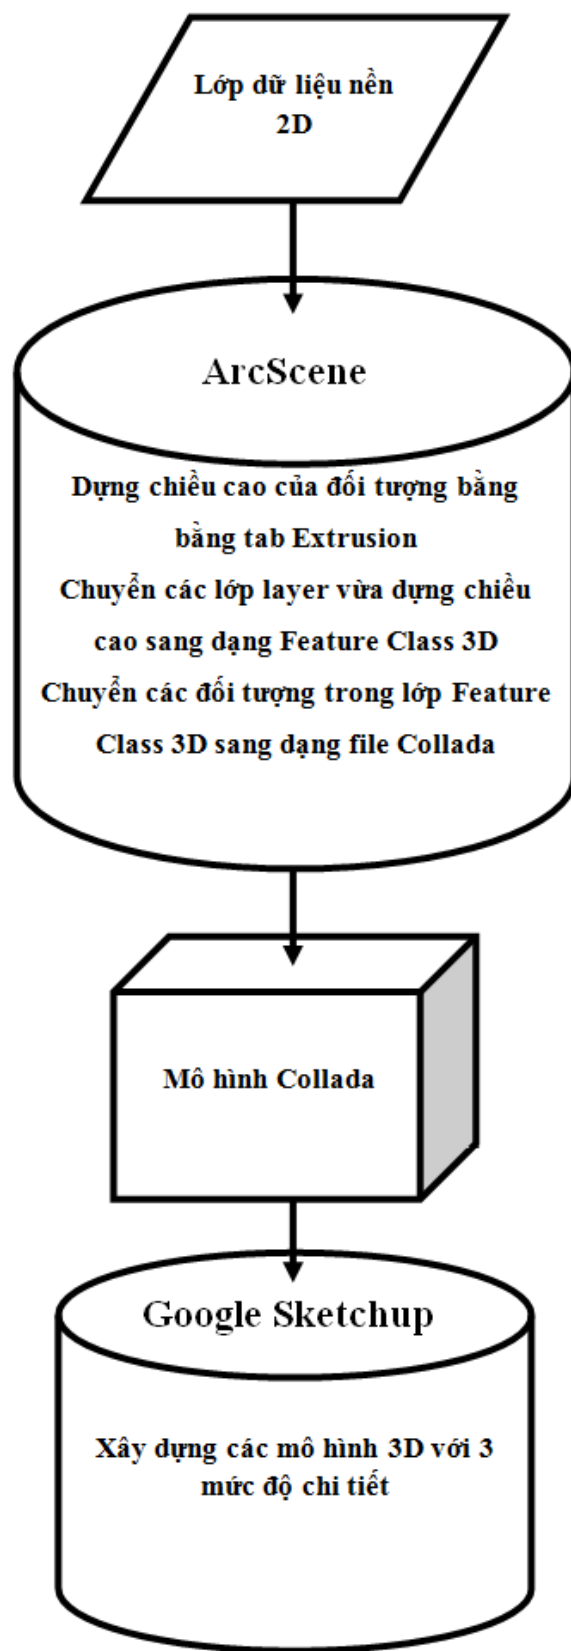 Lớp dữ liệu nền
2D
ArcScene
Dựng chiều cao của đối tượng bằng
bằng tab Extrusion
Chuyển các lớp layer vừa dựng chiều
cao sang dạng Feature Class 3D
Chuyển các đối tượng trong lớp Feature
Class 3D sang dạng file Collada
Mô hình Collada
Google Sketchup
Xây dựng các mô hình 3D với 3
mức độ chi tiết